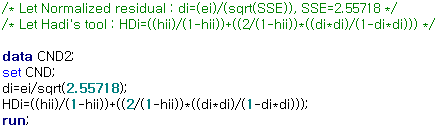 /* Let Normalized residual : di=(ei)/(sqrt(SSE)), SSE=2.55718 */
/* Let Hadi's tool : HDi=((hii)/(1-hii))+((2/(1-hii))*((di*di)/(1-di*di))) */
data CND2;
set CND;
di=ei/sqrt(2.55718);
HDi=((hii)/(1-hii))+((2/(1-hii))*((di*di)/(1-di*di)));
run;